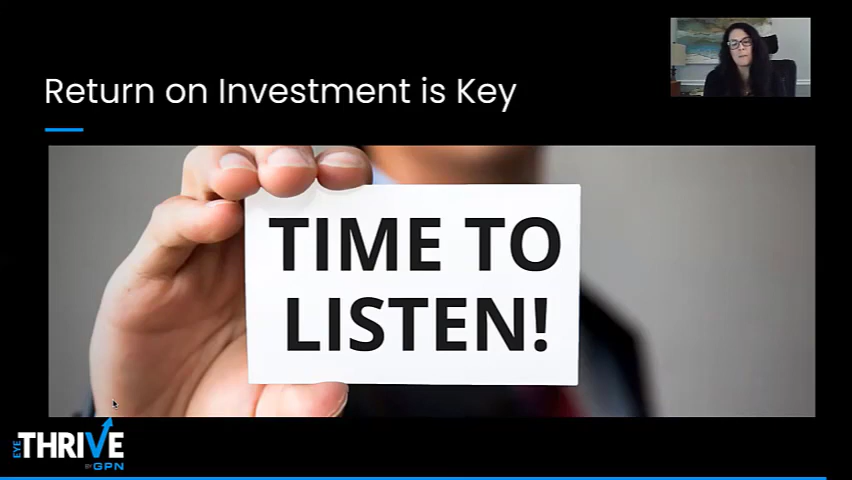 Return on Investment is Key
TIME TO
LISTEN!
EYE THRIVE
BY GPN